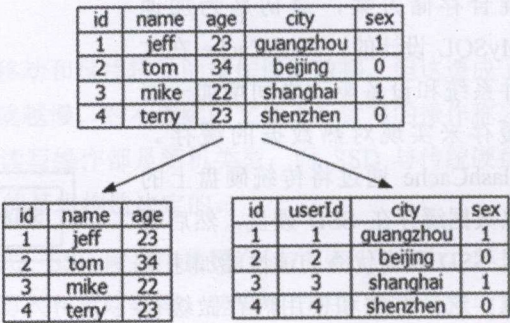 id name age city sex
1 jeff 23 guangzhou 1
2 tom 34 beijing 0
3 mike 22 shanghai 1
4 terry 23 shenzhen 0
id name age
1 jeff 23
2 tom 34
3 mike 22
4 terry 23
id userId city sex
1 1 guangzhou 1
2 2 beijing 0
3 3 shanghai 1
4 4 shenzhen 0